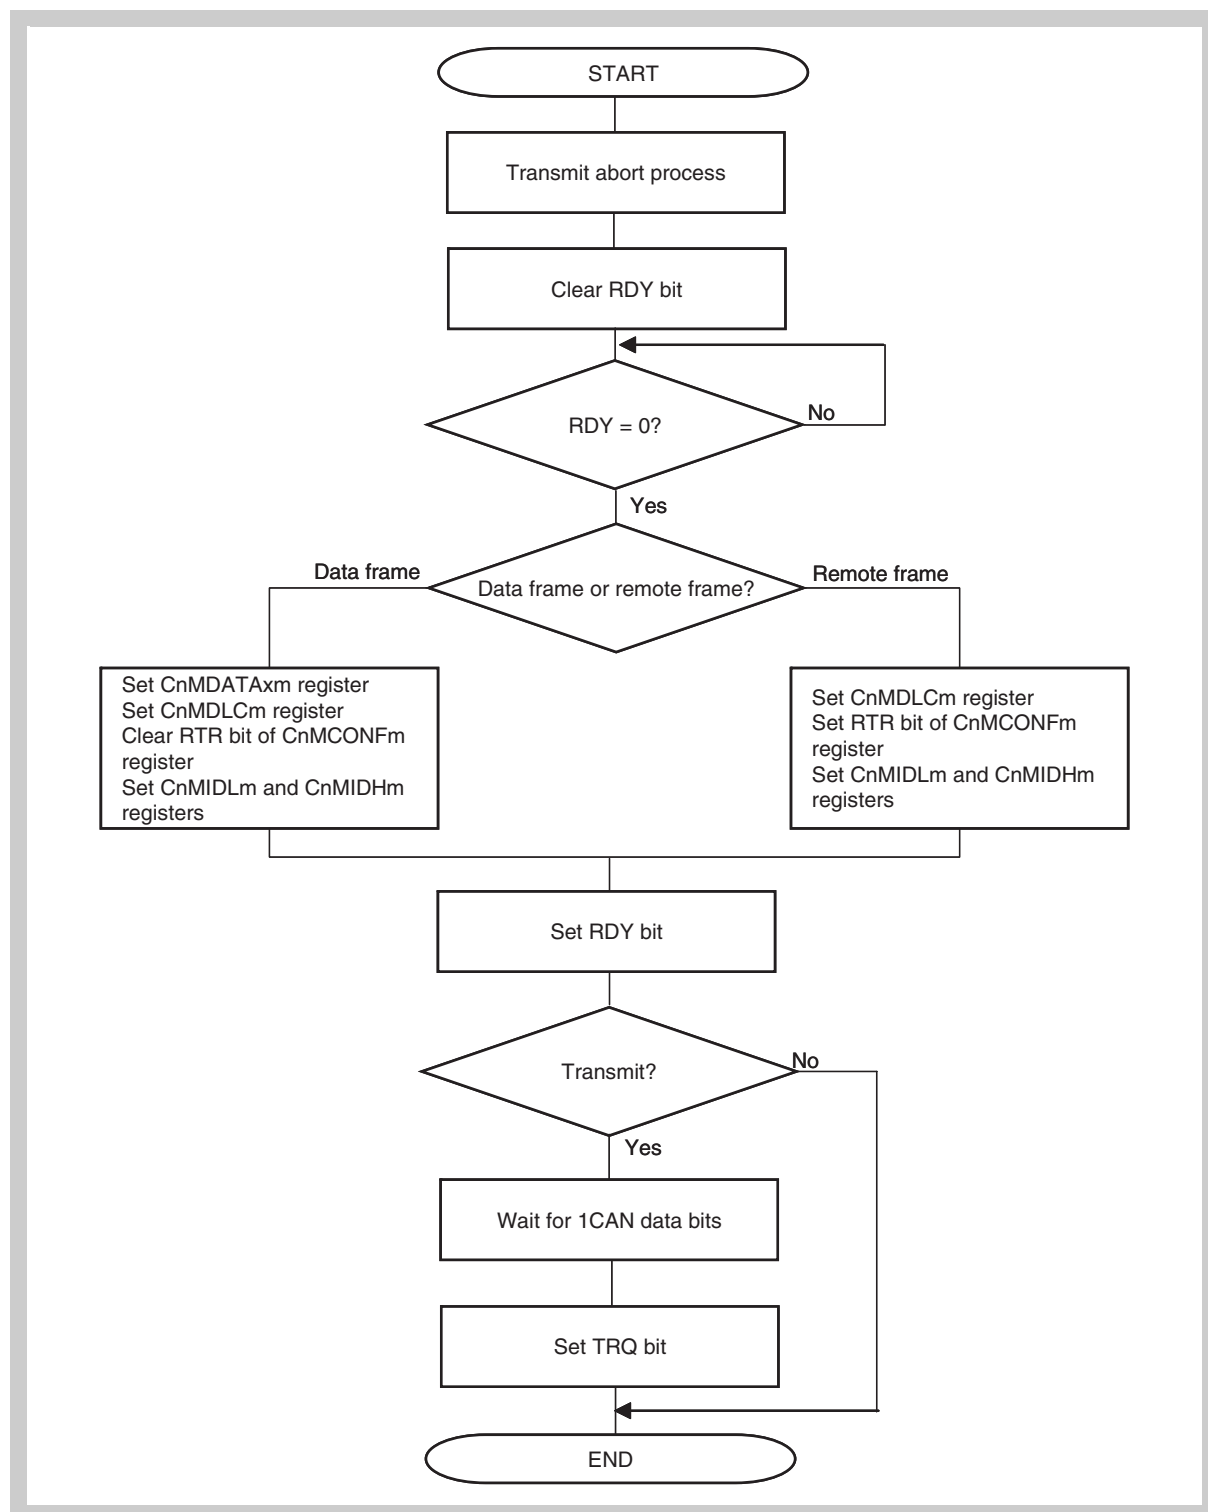 START
Transmit abort process
Clear RDY bit
RDY = 0?
No
Yes
Data frame
Data frame or remote frame?
Remote frame
Set CnMDATAxm register
Set CnMDLCm register
Clear RTR bit of CnMCONFm
register
Set CnMIDLm and CnMIDHm
registers
Set CnMDLCm register
Set RTR bit of CnMCONFm
register
Set CnMIDLm and CnMIDHm
registers
Set RDY bit
Transmit?
No
Yes
Wait for 1CAN data bits
Set TRQ bit
END